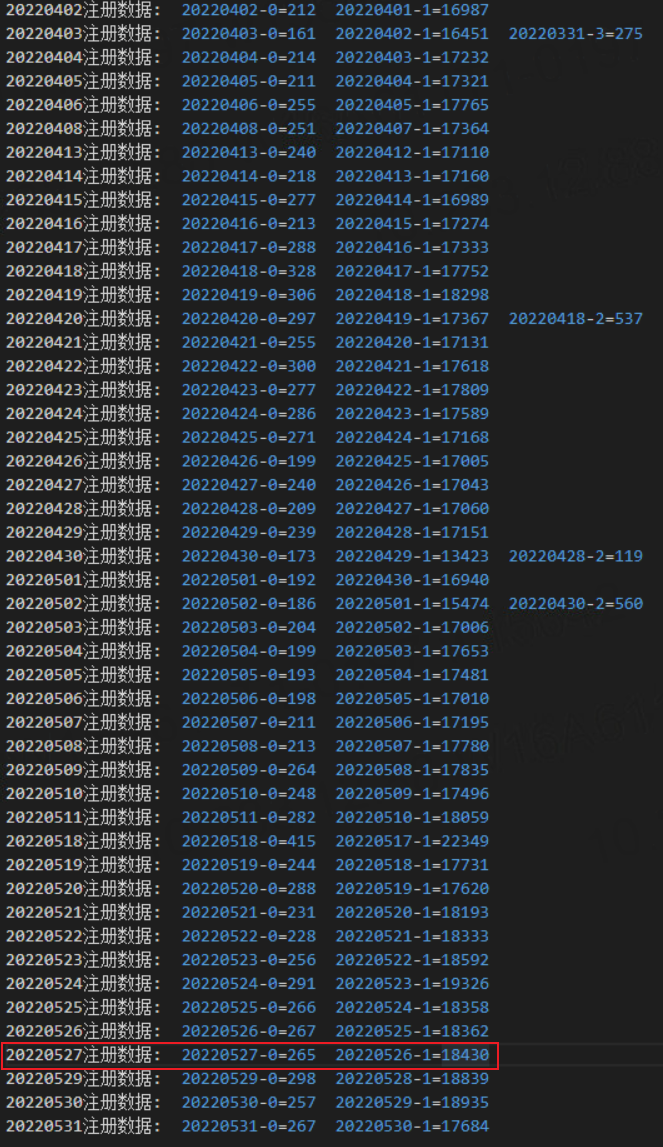 20220402注册数据: 20220402-0=212 20220401-1=16987
20220403注册数据: 20220403-0=161 20220402-1=16451 20220331-3=275
20220404注册数据: 20220404-0=214 20220403-1=17232
20220405注册数据: 20220405-0=211 20220404-1=17321
20220406注册数据: 20220406-0=255 20220405-1=17765
20220408注册数据: 20220408-0=251 20220407-1=17364
20220413注册数据: 20220413-0=240 20220412-1=17110
20220414注册数据: 20220414-0=218 20220413-1=17160
20220415注册数据: 20220415-0=277 20220414-1=16989
20220416注册数据: 20220416-0=213 20220415-1=17274
20220417注册数据: 20220417-0=288 20220416-1=17333
20220418注册数据: 20220418-0=328 20220417-1=17752
20220419注册数据: 20220419-0=306 20220418-1=18298
20220420注册数据: 20220420-0=297 20220419-1=17367 20220418-2=537
20220421注册数据: 20220421-0=255 20220420-1=17131
20220422注册数据: 20220422-0=300 20220421-1=17618
20220423注册数据: 20220423-0=277 20220422-1=17809
20220424注册数据: 20220424-0=286 20220423-1=17589
20220425注册数据: 20220425-0=271 20220424-1=17168
20220426注册数据: 20220426-0=199 20220425-1=17005
20220427注册数据: 20220427-0=240 20220426-1=17043
20220428注册数据: 20220428-0=209 20220427-1=17060
20220429注册数据: 20220429-0=239 20220428-1=17151
20220430注册数据: 20220430-0=173 20220429-1=13423 20220428-2=119
20220501注册数据: 20220501-0=192 20220430-1=16940
20220502注册数据: 20220502-0=186 20220501-1=15474 20220430-2=560
20220503注册数据: 20220503-0=204 20220502-1=17006
20220504注册数据: 20220504-0=199 20220503-1=17653
20220505注册数据: 20220505-0=193 20220504-1=17481
20220506注册数据: 20220506-0=198 20220505-1=17010
20220507注册数据: 20220507-0=211 20220506-1=17195
20220508注册数据: 20220508-0=213 20220507-1=17780
20220509注册数据: 20220509-0=264 20220508-1=17835
20220510注册数据: 20220510-0=248 20220509-1=17496
20220511注册数据: 20220511-0=282 20220510-1=18059
20220518注册数据: 20220518-0=415 20220517-1=22349
20220519注册数据: 20220519-0=244 20220518-1=17731
20220520注册数据: 20220520-0=288 20220519-1=17620
20220521注册数据: 20220521-0=231 20220520-1=18193
20220522注册数据: 20220522-0=228 20220521-1=18333
20220523注册数据: 20220523-0=256 20220522-1=18592
20220524注册数据: 20220524-0=291 20220523-1=19326
20220525注册数据: 20220525-0=266 20220524-1=18358
20220526注册数据: 20220526-0=267 20220525-1=18362
20220527注册数据: 20220527-0=265 20220526-1=18430
20220529注册数据: 20220529-0=298 20220528-1=18839
20220530注册数据: 20220530-0=257 20220529-1=18935
20220531注册数据: 20220531-0=267 20220530-1=17684